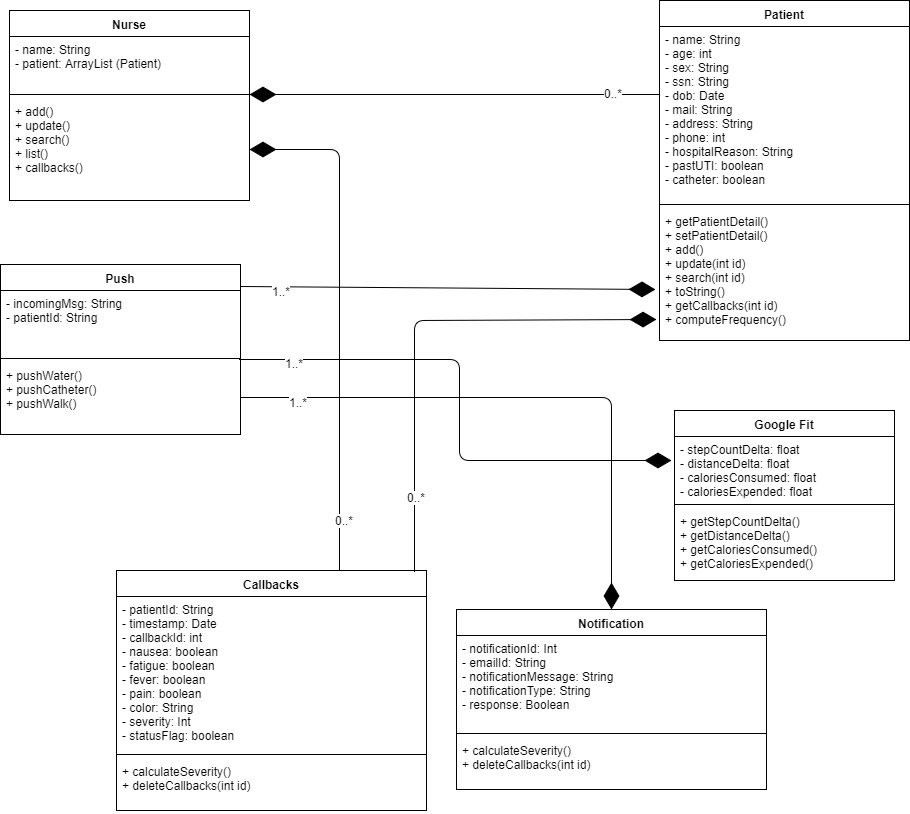 Nurse
- name: String
- patient: ArrayList (Patient)
+ add()
+ update()
+ search()
+ list()
+ callbacks()
Patient
- name: String
- age: int
- sex: String
- ssn: String
- dob: Date
- mail: String
- address: String
- phone: int
- hospitalReason: String
- pastUTI: boolean
- catheter: boolean
+ getPatientDetail()
+ setPatientDetail()
+ add()
+ update(int id)
+ search(int id)
+ toString()
+ getCallbacks(int id)
+ computeFrequency()
0..*
Push
- incomingMsg: String
- patientId: String
+ pushWater()
+ pushCatheter()
+ pushWalk()
1..*
1..*
1..*
Google Fit
- stepCountDelta: float
- distanceDelta: float
- caloriesConsumed: float
- caloriesExpended: float
+ getStepCountDelta()
+ getDistanceDelta()
+ getCaloriesConsumed()
+ getCaloriesExpended()
0..*
0..*
Callbacks
- patientId: String
- timestamp: Date
- callbackId: int
- nausea: boolean
- fatigue: boolean
- fever: boolean
- pain: boolean
- color: String
- severity: Int
- statusFlag: boolean
+ calculateSeverity()
+ deleteCallbacks(int id)
Notification
- notificationId: Int
- emailId: String
- notificationMessage: String
- notificationType: String
- response: Boolean
+ calculateSeverity()
+ deleteCallbacks(int id)